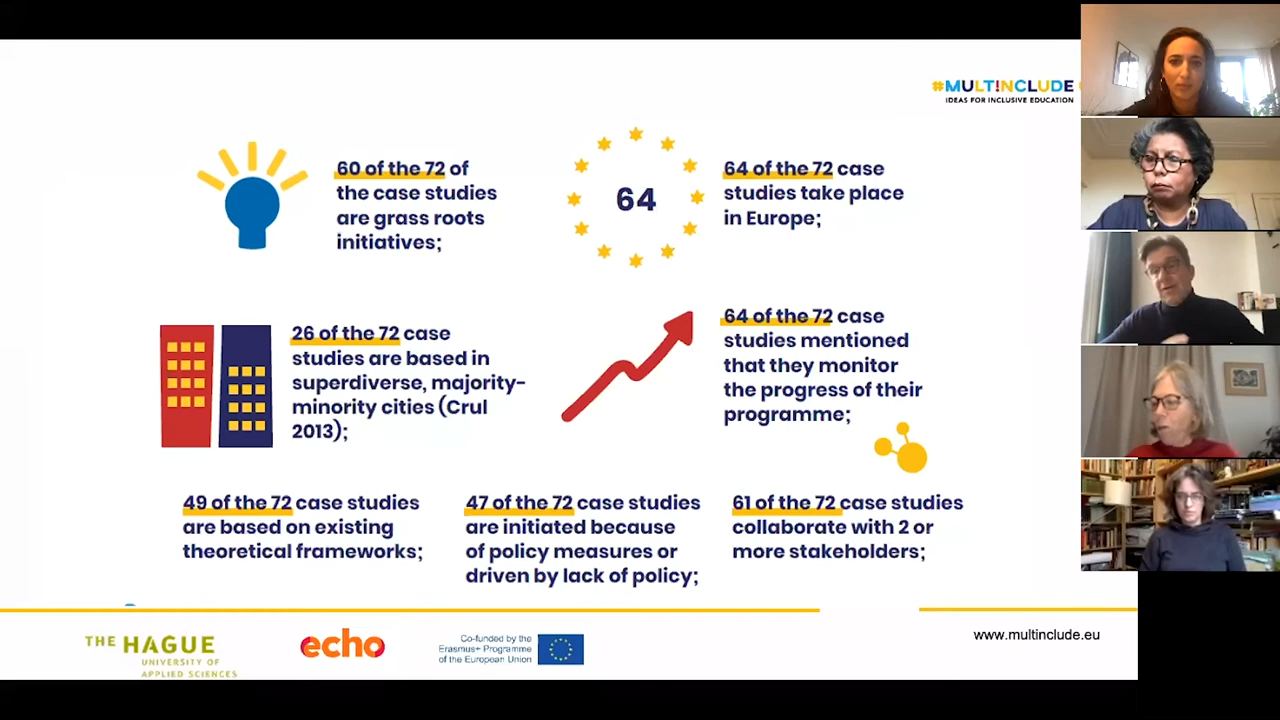 #MULT!NCLUDE
IDEAS FOR INCLUSIVE EDUCATION
60 of the 72 of
the case studies
are grass roots
initiatives;
64
64 of the 72 case
studies take place
in Europe;
26 of the 72 case
studies are based in
superdiverse, majority-
minority cities (Crul
2013);
64 of the 72 case
studies mentioned
that they monitor
the progress of their
programme;
49 of the 72 case studies
are based on existing
theoretical frameworks;
47 of the 72 case studies
are initiated because
of policy measures or
driven by lack of policy;
61 of the 72 case studies
collaborate with 2 or
more stakeholders;
THE HAGUE
UNIVERSITY OF
APPLIED SCIENCES
echo
Co-funded by the
Erasmus+ Programme
of the European Union
www.multinclude.eu